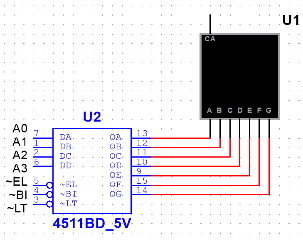 U1
CA
A B C D E F G
U2
A0 7 DA OA 13
A1 1 DB OB 12
A2 2 DC OC 11
A3 6 DD OD 10
OE 9
~EL 5 ~EL OF 15
~BI 4 ~BI OG 14
~LT 3 ~LT
4511BD_5V